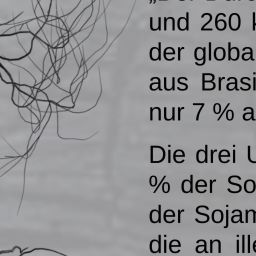 und 260
der globa
aus Brasi
nur 7 % a
Die drei
% der So
der Sojam
die an ille